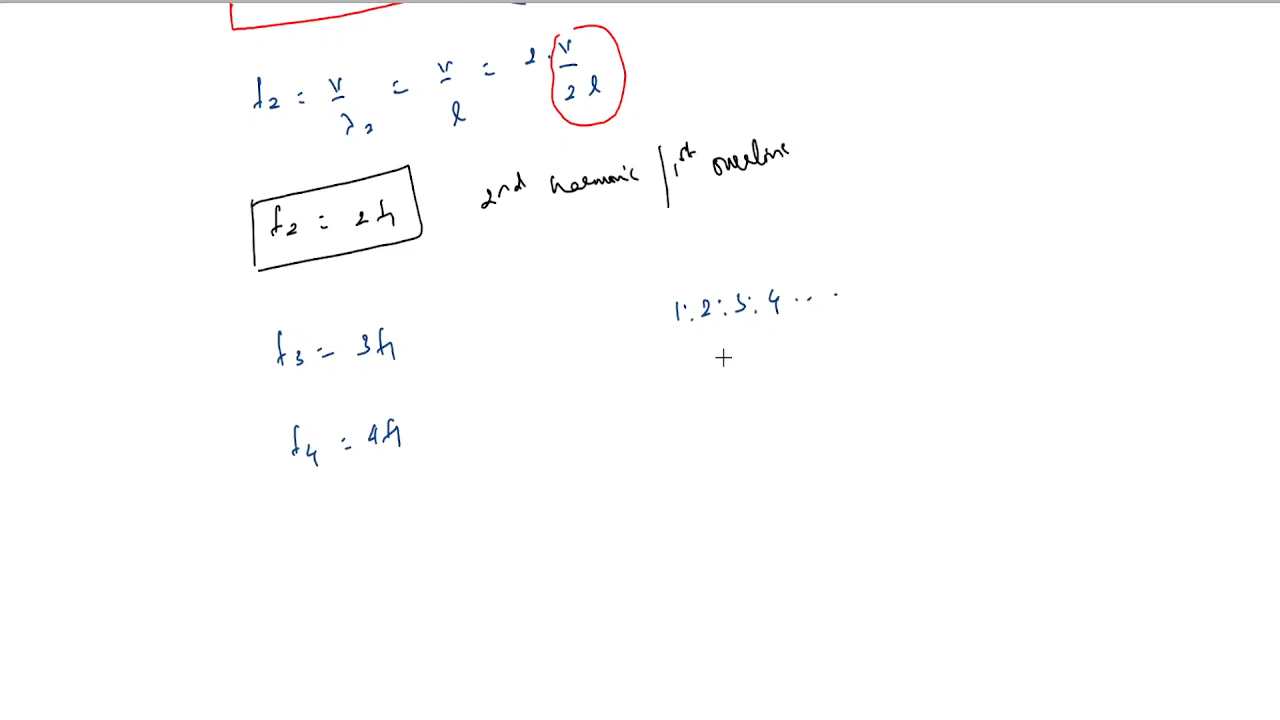 f₂ = v/λ₂ = v/l = 2 · v/2l
2nd harmonic | 1st overtone
f₂ = 2f₁
1:2:3:4 ....
f₃ = 3f₁
f₄ = 4f₁